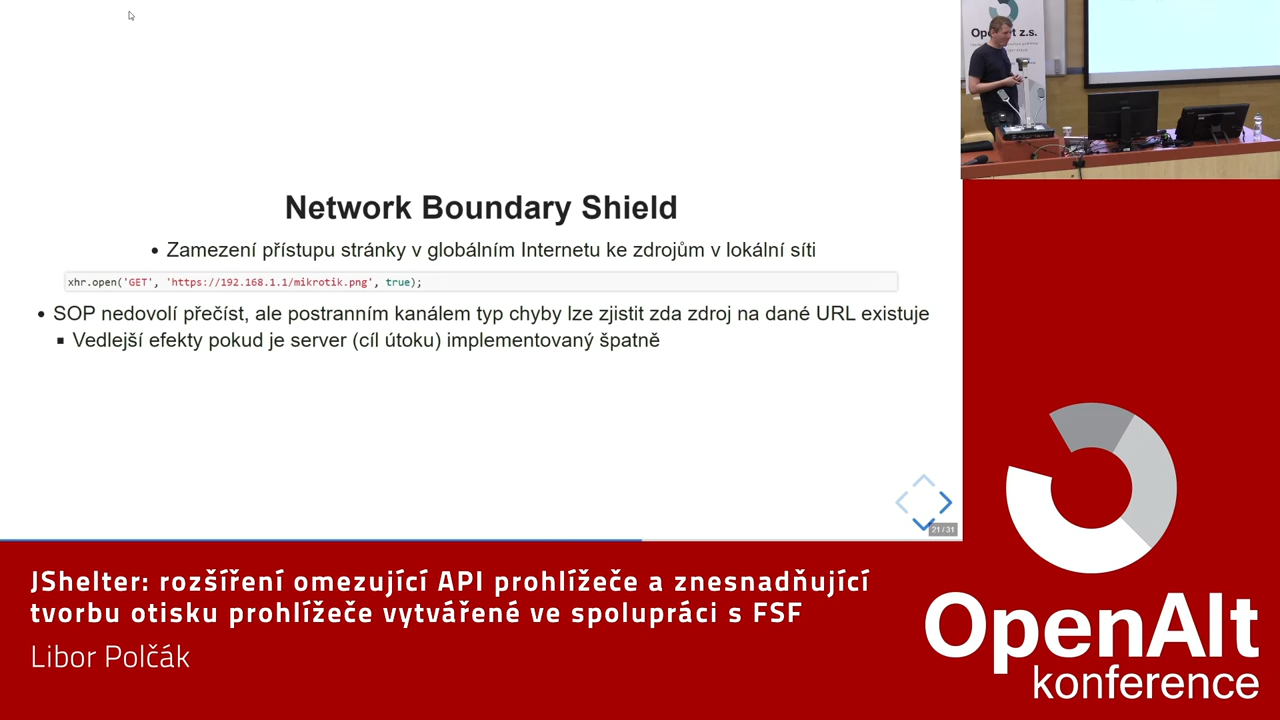 Network Boundary Shield
• Zamezení přístupu stránky v globálním Internetu ke zdrojům v lokální síti
xhr.open('GET', 'https://192.168.1.1/mikrotik.png', true);
• SOP nedovolí přečíst, ale postranním kanálem typ chyby lze zjistit zda zdroj na dané URL existuje
▪ Vedlejší efekty pokud je server (cíl útoku) implementovaný špatně
21 / 31
JShelter: rozšíření omezující API prohlížeče a znesnadňující
tvorbu otisku prohlížeče vytvářené ve spolupráci s FSF
Libor Polčák
OpenAlt
konference